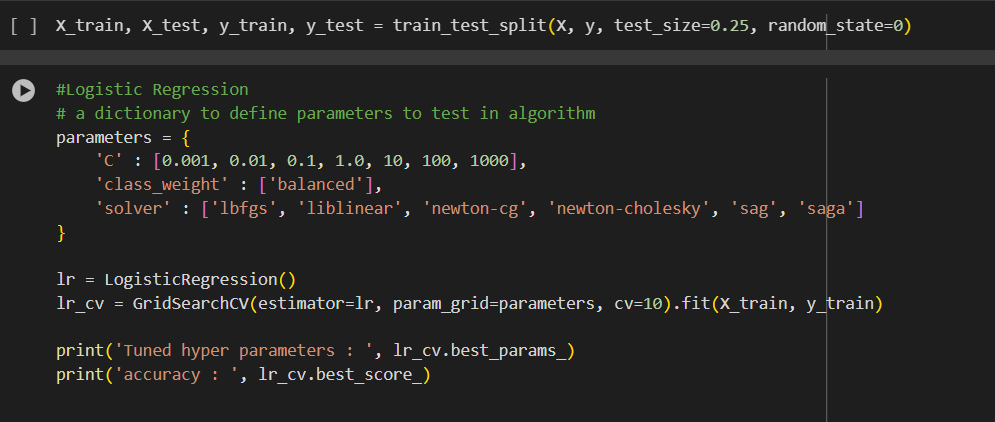 [ ] X_train, X_test, y_train, y_test = train_test_split(X, y, test_size=0.25, random_state=0)
#Logistic Regression
# a dictionary to define parameters to test in algorithm
parameters = {
    'C' : [0.001, 0.01, 0.1, 1.0, 10, 100, 1000],
    'class_weight' : ['balanced'],
    'solver' : ['lbfgs', 'liblinear', 'newton-cg', 'newton-cholesky', 'sag', 'saga']
}
lr = LogisticRegression()
lr_cv = GridSearchCV(estimator=lr, param_grid=parameters, cv=10).fit(X_train, y_train)
print('Tuned hyper parameters : ', lr_cv.best_params_)
print('accuracy : ', lr_cv.best_score_)